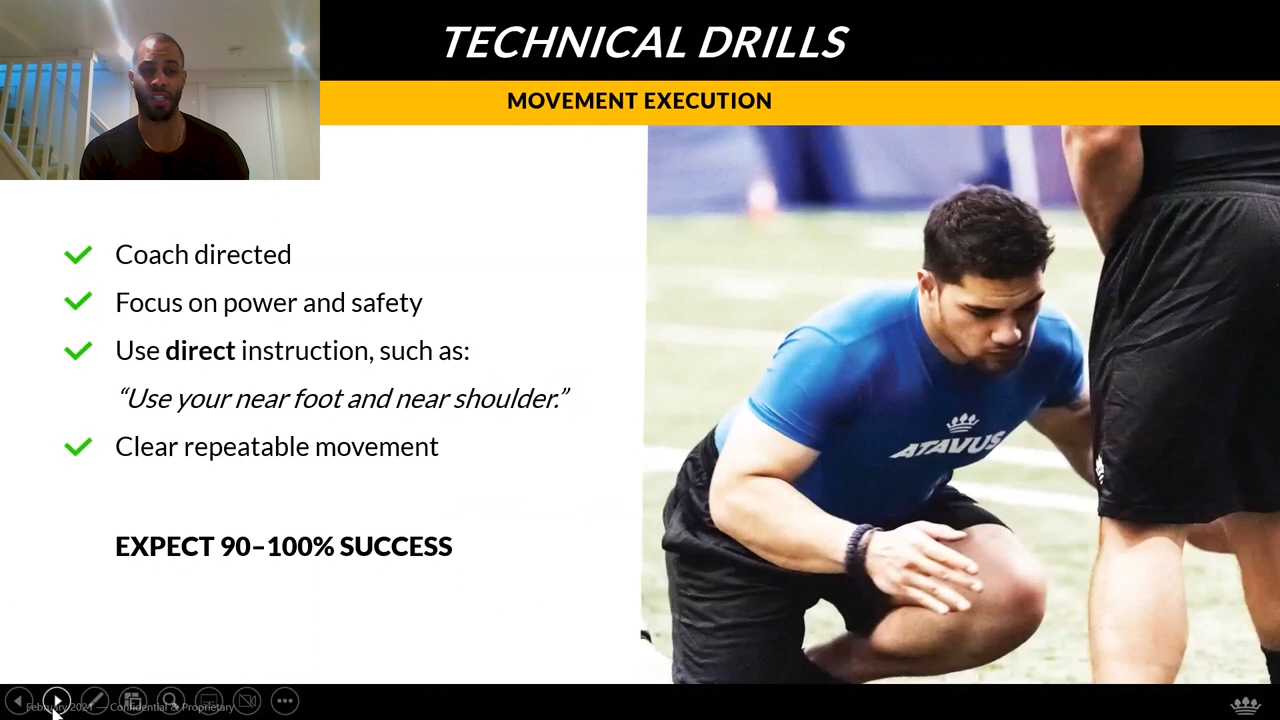 TECHNICAL DRILLS
MOVEMENT EXECUTION
Coach directed
Focus on power and safety
Use direct instruction, such as:
“Use your near foot and near shoulder.”
Clear repeatable movement
EXPECT 90–100% SUCCESS
ATAVUS
February 2021 — Confidential & Proprietary